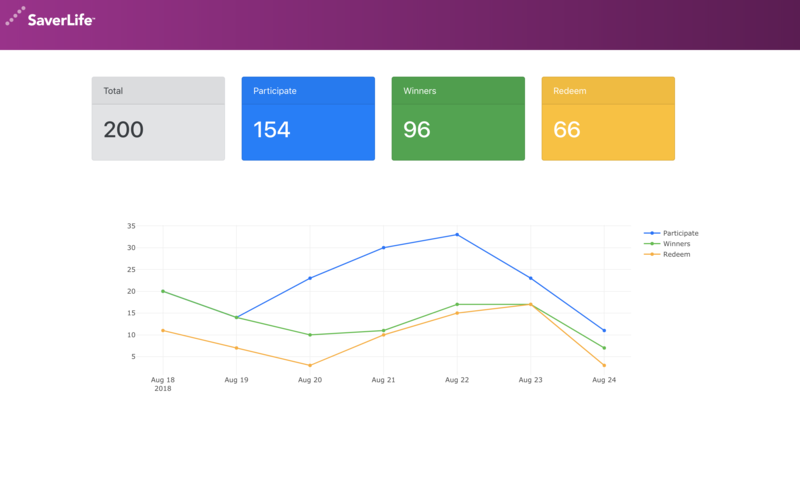 SaverLife™
Total
200
Participate
154
Winners
96
Redeem
66
35
30
25
20
15
10
5
Aug 18
2018
Aug 19
Aug 20
Aug 21
Aug 22
Aug 23
Aug 24
Participate
Winners
Redeem